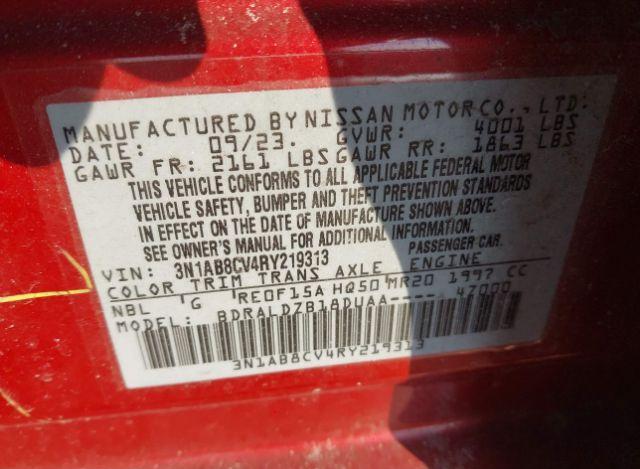 MANUFACTURED BY NISSAN MOTOR CO., LTD.
DATE: 09/23. GVWR: 4001 LBS
GAWR FR: 2161 LBS GAWR RR: 1863 LBS
THIS VEHICLE CONFORMS TO ALL APPLICABLE FEDERAL MOTOR
VEHICLE SAFETY, BUMPER AND THEFT PREVENTION STANDARDS
IN EFFECT ON THE DATE OF MANUFACTURE SHOWN ABOVE.
SEE OWNER'S MANUAL FOR ADDITIONAL INFORMATION.
VIN: 3N1AB8CV4RY219313 PASSENGER CAR.
COLOR TRIM TRANS AXLE ENGINE
NBL G RE0F15A HQ50 MR20 1997 CC
MODEL: BDRALDZB18DUAA---- 47000
3N1AB8CV4RY219313